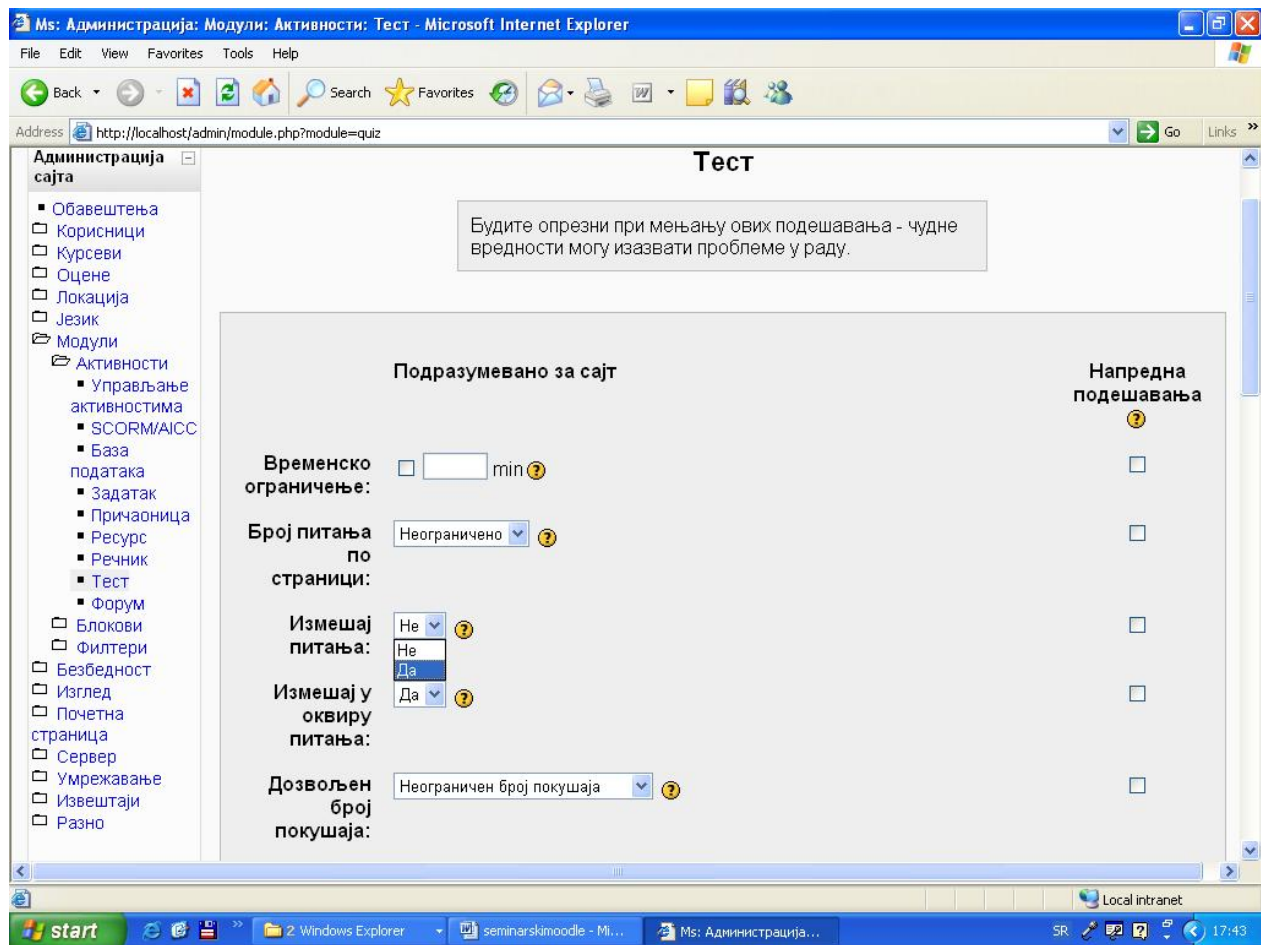 Ms: Администрација: Модули: Активности: Тест - Microsoft Internet Explorer
File Edit View Favorites Tools Help
Back Search Favorites
Address http://localhost/admin/module.php?module=quiz Go Links »
Администрација
сајта
Обавештења
Корисници
Курсеви
Оцене
Локација
Језик
Модули
Активности
Управљање
активностима
SCORM/AICC
База
података
Задатак
Причаоница
Ресурс
Речник
Тест
Форум
Блокови
Филтери
Безбедност
Изглед
Почетна
страница
Сервер
Умрежавање
Извештаји
Разно
Тест
Будите опрезни при мењању ових подешавања - чудне
вредности могу изазвати проблеме у раду.
Подразумевано за сајт
Напредна
подешавања
Временско
ограничење:
min
Број питања
по
страници:
Неограничено
Измешај
питања:
Не
Не
Да
Измешај у
оквиру
питања:
Да
Дозвољен
број
покушаја:
Неограничен број покушаја
Local intranet
start » 2 Windows Explorer seminarskimoodle - Mi... Ms: Администрација... SR 17:43